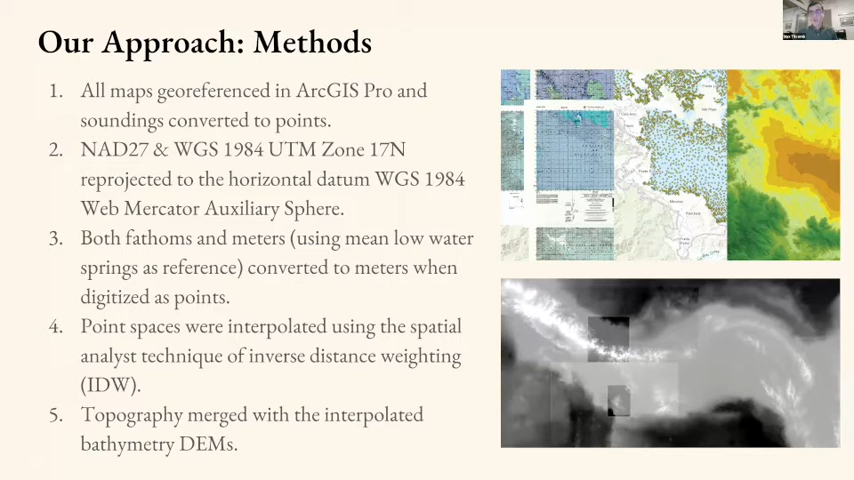 Our Approach: Methods
1. All maps georeferenced in ArcGIS Pro and
soundings converted to points.
2. NAD27 & WGS 1984 UTM Zone 17N
reprojected to the horizontal datum WGS 1984
Web Mercator Auxiliary Sphere.
3. Both fathoms and meters (using mean low water
springs as reference) converted to meters when
digitized as points.
4. Point spaces were interpolated using the spatial
analyst technique of inverse distance weighting
(IDW).
5. Topography merged with the interpolated
bathymetry DEMs.